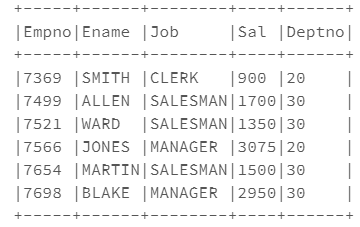 +-----+------+--------+----+------+
|Empno|Ename |Job     |Sal |Deptno|
+-----+------+--------+----+------+
|7369 |SMITH |CLERK   |900 |20    |
|7499 |ALLEN |SALESMAN|1700|30    |
|7521 |WARD  |SALESMAN|1350|30    |
|7566 |JONES |MANAGER |3075|20    |
|7654 |MARTIN|SALESMAN|1500|30    |
|7698 |BLAKE |MANAGER |2950|30    |
+-----+------+--------+----+------+